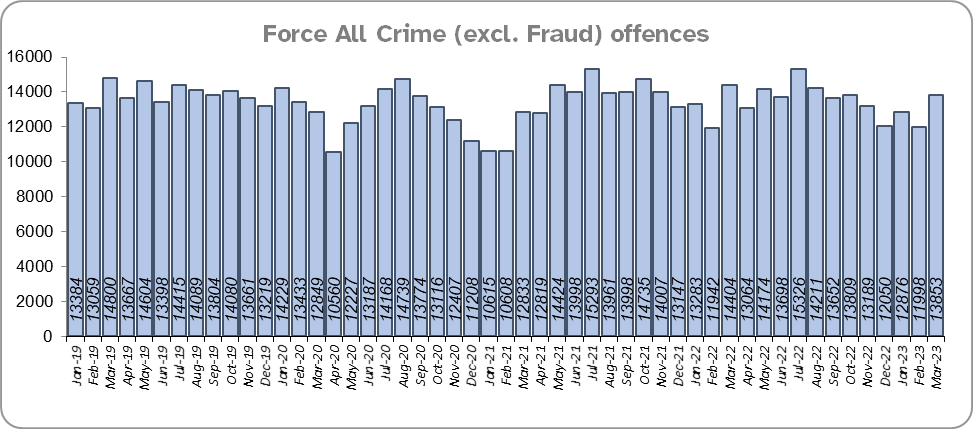 Force All Crime (excl. Fraud) offences
16000
14000
12000
10000
8000
6000
4000
2000
0
13384
13059
14800
13667
14604
13398
14415
14089
13804
14080
13661
13219
14229
13433
12849
10560
12227
13187
14168
14739
13774
13116
12407
11208
10615
10608
12833
12819
14424
13998
15293
13961
13998
14735
14007
13147
13283
11942
14404
13064
14174
13698
15326
14211
13652
13809
13189
12050
12876
11998
13853
Jan-19
Feb-19
Mar-19
Apr-19
May-19
Jun-19
Jul-19
Aug-19
Sep-19
Oct-19
Nov-19
Dec-19
Jan-20
Feb-20
Mar-20
Apr-20
May-20
Jun-20
Jul-20
Aug-20
Sep-20
Oct-20
Nov-20
Dec-20
Jan-21
Feb-21
Mar-21
Apr-21
May-21
Jun-21
Jul-21
Aug-21
Sep-21
Oct-21
Nov-21
Dec-21
Jan-22
Feb-22
Mar-22
Apr-22
May-22
Jun-22
Jul-22
Aug-22
Sep-22
Oct-22
Nov-22
Dec-22
Jan-23
Feb-23
Mar-23